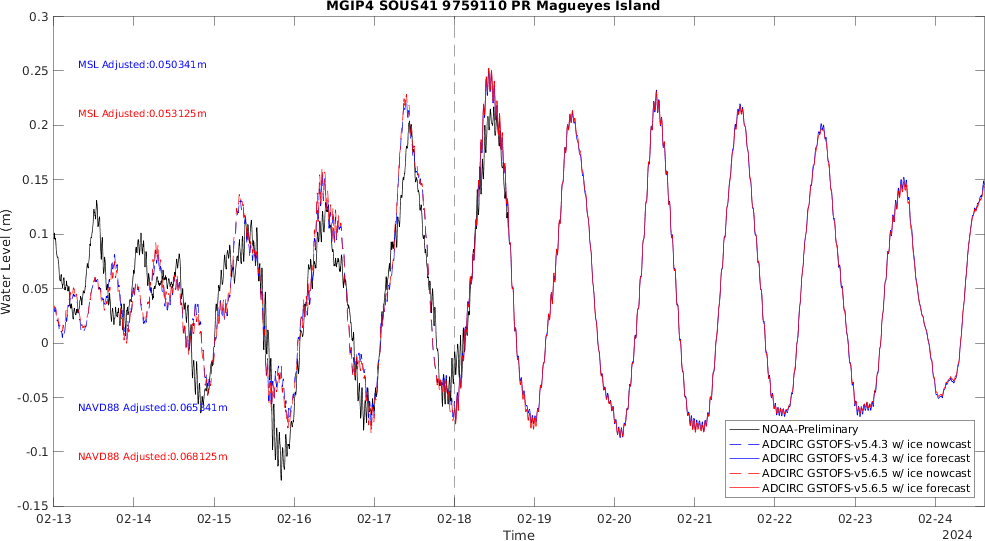 MGIP4 SOUS41 9759110 PR Magueyes Island
0.3
0.25
0.2
0.15
0.1
0.05
0
-0.05
-0.1
-0.15
Water Level (m)
MSL Adjusted:0.050341m
MSL Adjusted:0.053125m
NAVD88 Adjusted:0.065341m
NAVD88 Adjusted:0.068125m
NOAA-Preliminary
ADCIRC GSTOFS-v5.4.3 w/ ice nowcast
ADCIRC GSTOFS-v5.4.3 w/ ice forecast
ADCIRC GSTOFS-v5.6.5 w/ ice nowcast
ADCIRC GSTOFS-v5.6.5 w/ ice forecast
02-13 02-14 02-15 02-16 02-17 02-18 02-19 02-20 02-21 02-22 02-23 02-24
Time
2024